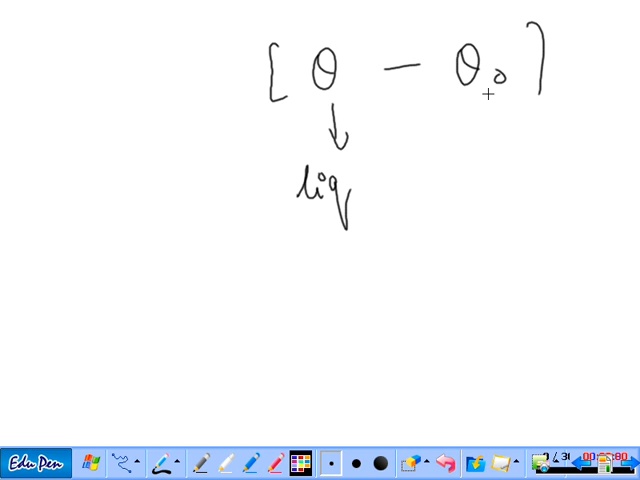 [ θ - θ₀ ]
↓
liq
Edu Pen